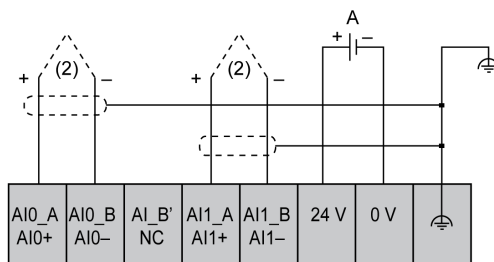 A
+ –
(2) (2)
+ – + –
AI0_A AI0_B AI_B' AI1_A AI1_B 24 V 0 V
AI0+ AI0– NC AI1+ AI1–